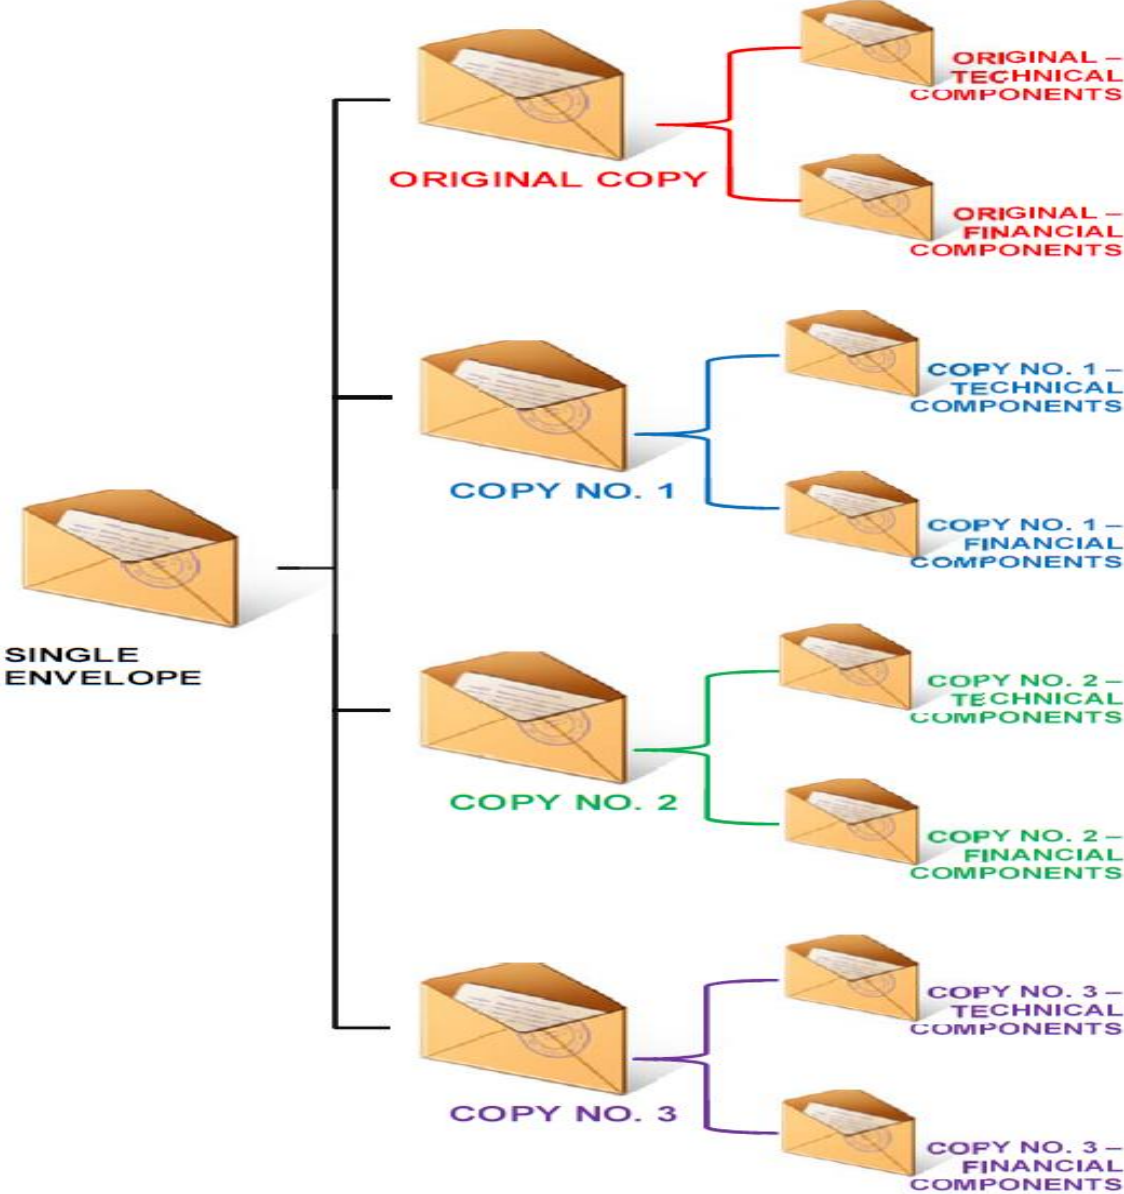 SINGLE
ENVELOPE
ORIGINAL COPY
ORIGINAL –
TECHNICAL
COMPONENTS
ORIGINAL –
FINANCIAL
COMPONENTS
COPY NO. 1
COPY NO. 1 –
TECHNICAL
COMPONENTS
COPY NO. 1 –
FINANCIAL
COMPONENTS
COPY NO. 2
COPY NO. 2 –
TECHNICAL
COMPONENTS
COPY NO. 2 –
FINANCIAL
COMPONENTS
COPY NO. 3
COPY NO. 3 –
TECHNICAL
COMPONENTS
COPY NO. 3 –
FINANCIAL
COMPONENTS